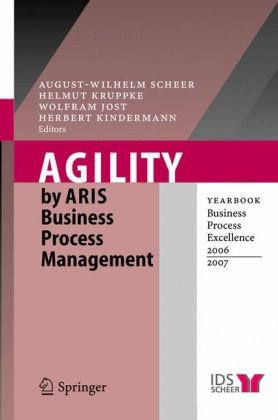 AUGUST-WILHELM SCHEER
HELMUT KRUPPKE
WOLFRAM JOST
HERBERT KINDERMANN
Editors
AGILITY
by ARIS
Business
Process
Management
YEARBOOK
Business
Process
Excellence
2006
2007
Springer
IDS
SCHEER